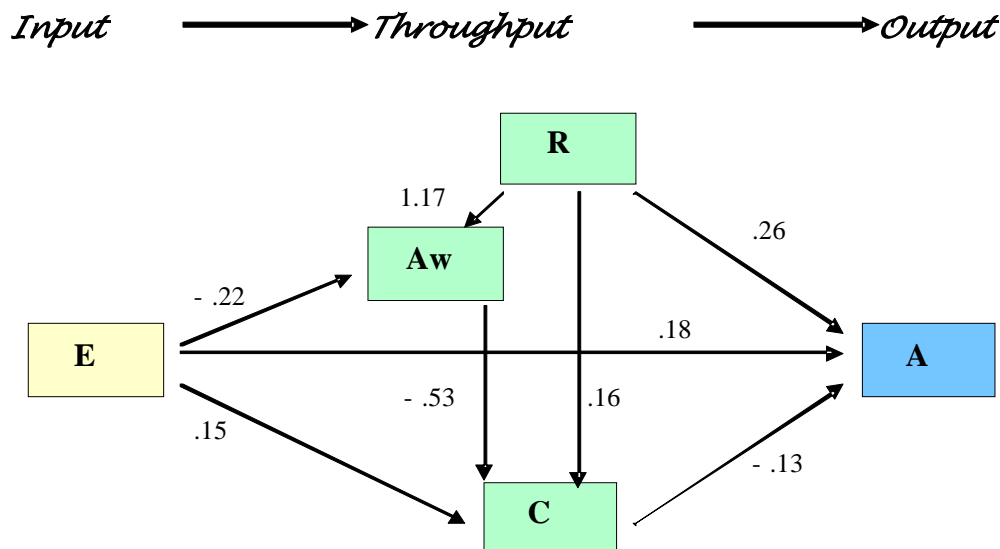 Input Throughput Output
R
1.17
.26
Aw
- .22
.18
E
A
- .53
.16
.15
- .13
C